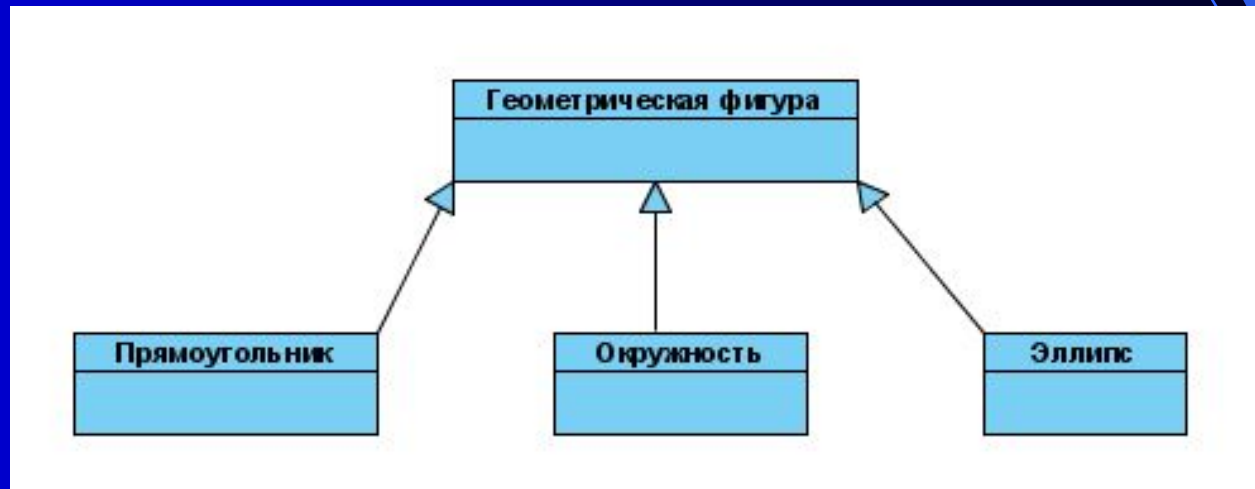 Геометрическая фигура
Прямоугольник
Окружность
Эллипс